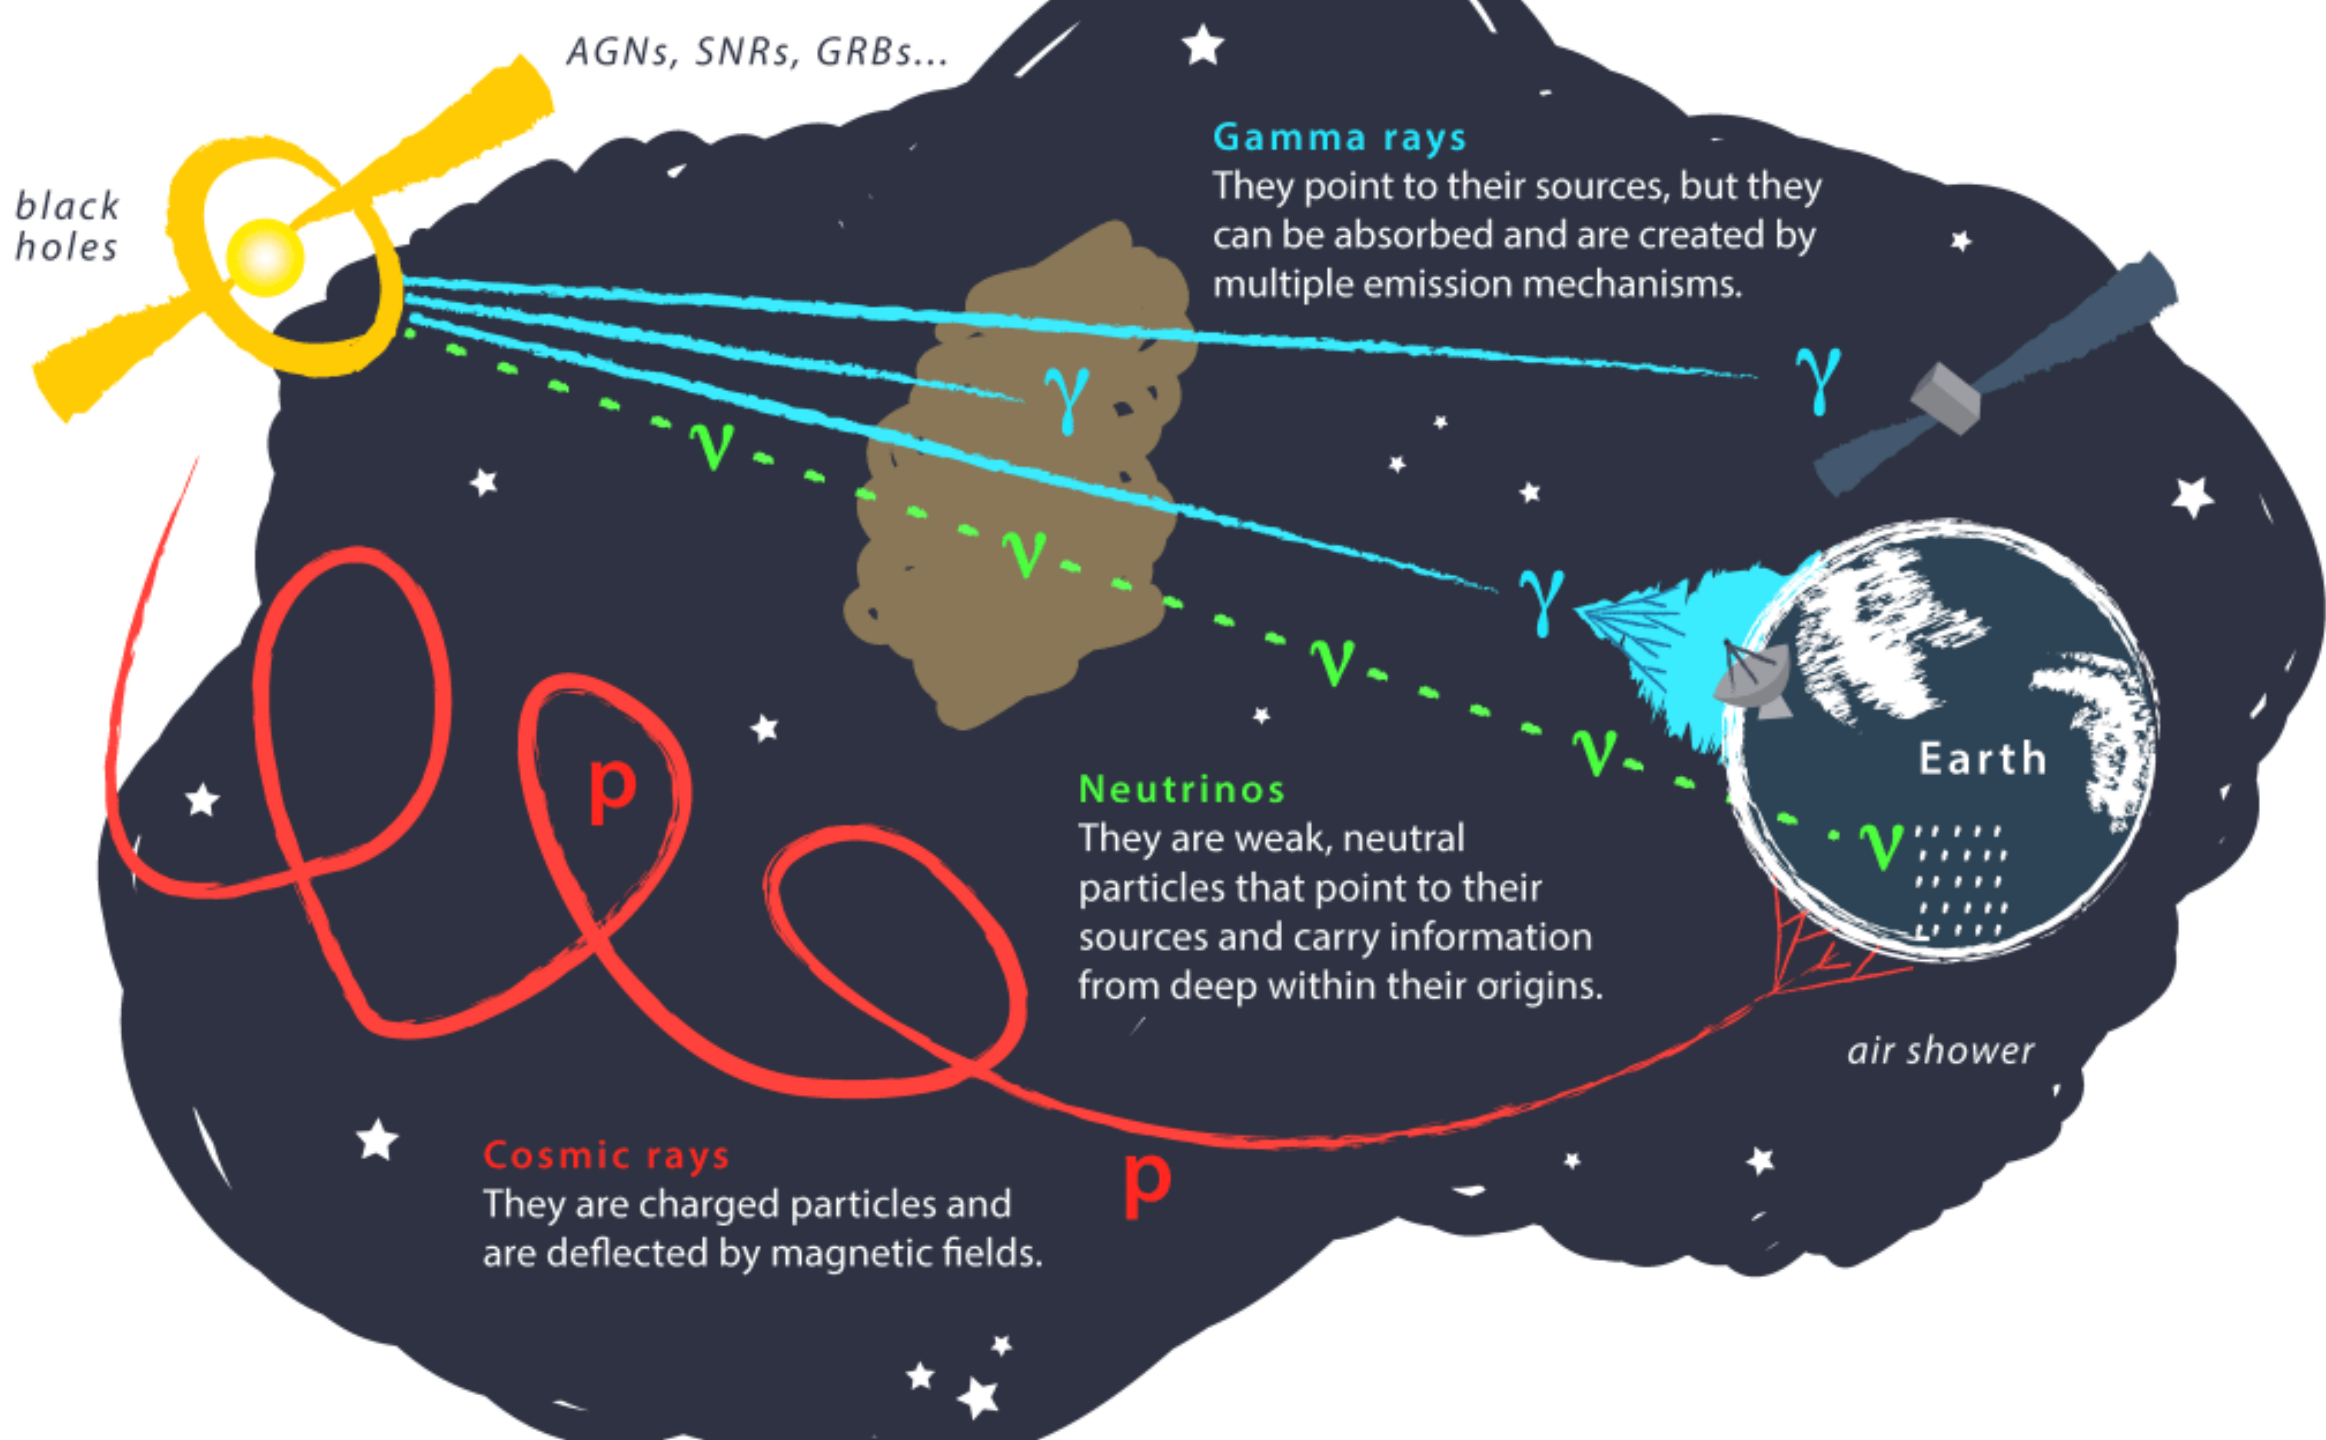 AGNs, SNRs, GRBs...
black
holes
Gamma rays
They point to their sources, but they
can be absorbed and are created by
multiple emission mechanisms.
γ
γ
ν
ν
γ
ν
ν
p
Earth
Neutrinos
They are weak, neutral
particles that point to their
sources and carry information
from deep within their origins.
ν
air shower
Cosmic rays
They are charged particles and
are deflected by magnetic fields.
p